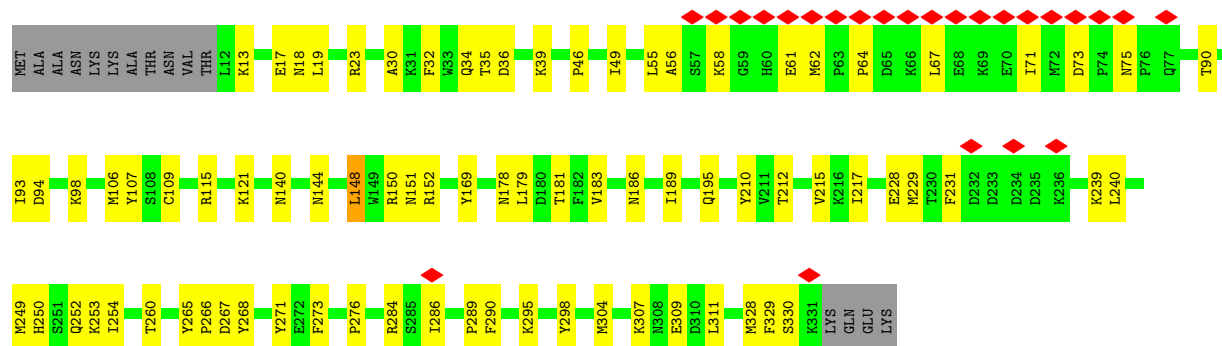 MET ALA ALA ASN LYS LYS ALA THR ASN VAL THR L12 K13 E17 N18 L19 R23 A30 K31 F32 W33 Q34 T35 D36 K39 P46 I49 L55 A56 S57 K58 G59 H60 E61 M62 P63 P64 D65 K66 L67 E68 K69 E70 I71 M72 D73 P74 N75 P76 Q77 T90
I93 D94 K98 M106 Y107 S108 C109 R115 K121 N140 N144 L148 W149 R150 N151 R152 Y169 N178 L179 D180 T181 F182 V183 N186 I189 Q195 Y210 V211 T212 V215 K216 I217 E228 M229 T230 F231 D232 D233 D234 D235 K236 K239 L240
M249 H250 S251 Q252 K253 I254 T260 Y265 P266 D267 Y268 Y271 E272 F273 P276 R284 S285 I286 P289 F290 K295 Y298 M304 K307 N308 E309 D310 L311 M328 F329 S330 K331 LYS GLN GLU LYS